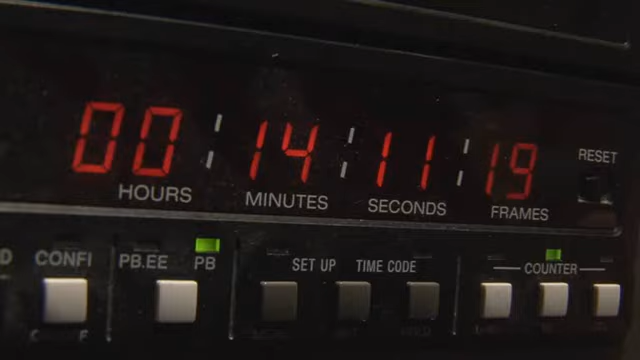 00 : 14 : 11 : 19
HOURS MINUTES SECONDS FRAMES RESET
CONFI PB.EE PB SET UP TIME CODE COUNTER